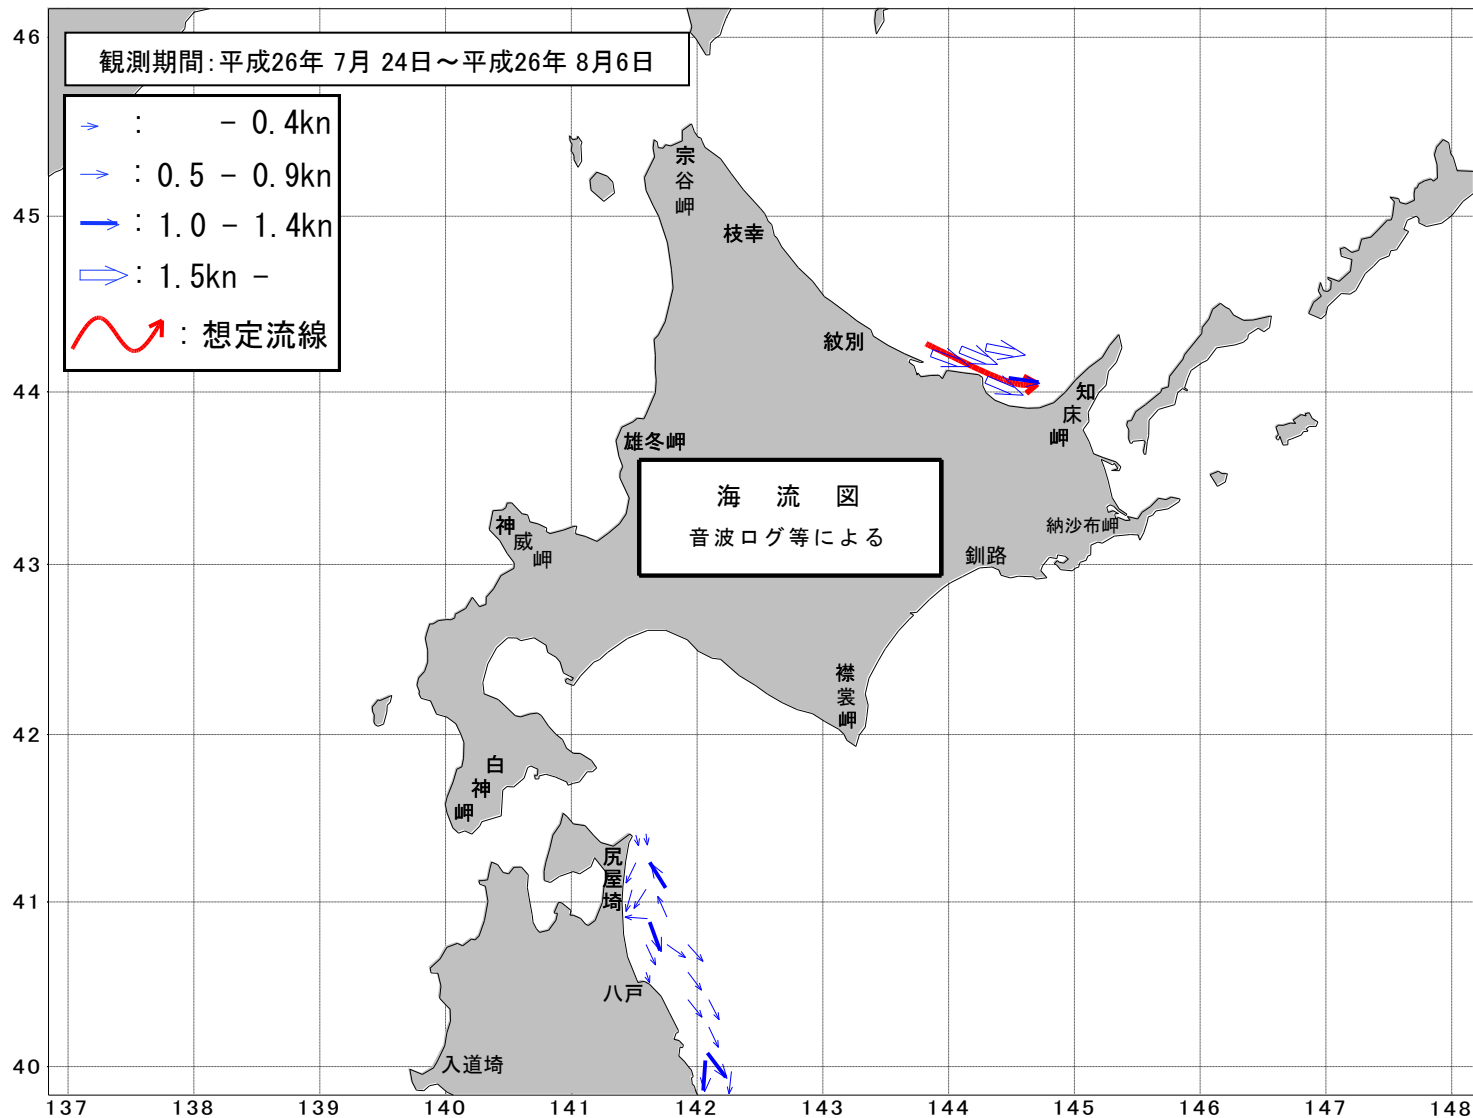 46
観測期間:平成26年 7月 24日～平成26年 8月6日
: - 0.4kn
: 0.5 - 0.9kn
: 1.0 - 1.4kn
: 1.5kn -
: 想定流線
宗谷岬
45
枝幸
紋別
44
知床岬
雄冬岬
海 流 図
音波ログ等による
神威岬
納沙布岬
43
釧路
襟裳岬
42
白神岬
尻屋埼
41
八戸
40
入道埼
137 138 139 140 141 142 143 144 145 146 147 148